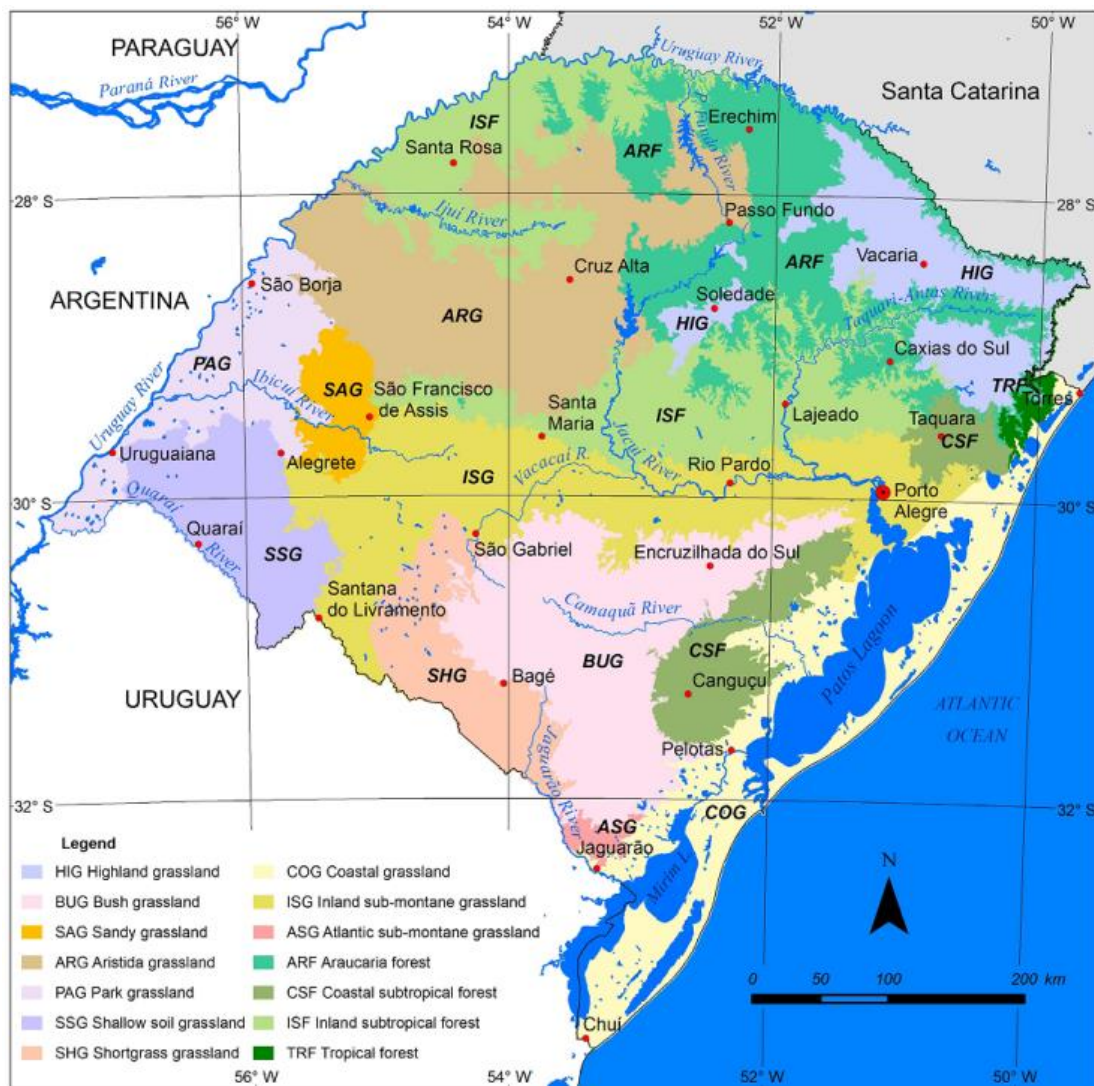 56° W
54° W
52° W
50° W
PARAGUAY
Paraná River
Uruguay River
Santa Catarina
ISF
Santa Rosa
ARF
P. Fundo River
Erechim
28° S
28° S
Ijuí River
Passo Fundo
ARGENTINA
São Borja
Cruz Alta
ARF
Vacaria
HIG
ARG
Soledade
HIG
Taquari-Antas River
Caxias do Sul
PAG
Ibicuí River
SAG
São Francisco
de Assis
Santa
Maria
ISF
Jacuí River
Lajeado
TRF
Torres
Taquara
CSF
Uruguay River
Uruguaiana
Alegrete
ISG
Vacacaí R.
Rio Pardo
Porto
Alegre
30° S
30° S
Quaraí
River
Quaraí
SSG
São Gabriel
Encruzilhada do Sul
Santana
do Livramento
Camaquã River
CSF
Patos Lagoon
URUGUAY
SHG
Bagé
BUG
Canguçu
ATLANTIC
OCEAN
Jaguarão River
Pelotas
32° S
32° S
ASG
COG
Jaguarão
Mirim L.
Chuí
Legend
HIG Highland grassland
BUG Bush grassland
SAG Sandy grassland
ARG Aristida grassland
PAG Park grassland
SSG Shallow soil grassland
SHG Shortgrass grassland
COG Coastal grassland
ISG Inland sub-montane grassland
ASG Atlantic sub-montane grassland
ARF Araucaria forest
CSF Coastal subtropical forest
ISF Inland subtropical forest
TRF Tropical forest
N
0 50 100 200 km
56° W
54° W
52° W
50° W